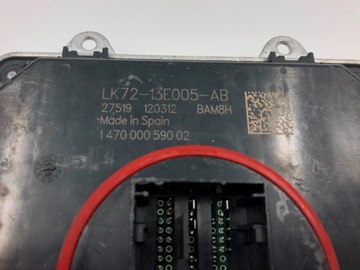 LK72-13E005-AB
27519 120312 BAM8H
Made in Spain
1 470 000 590 02